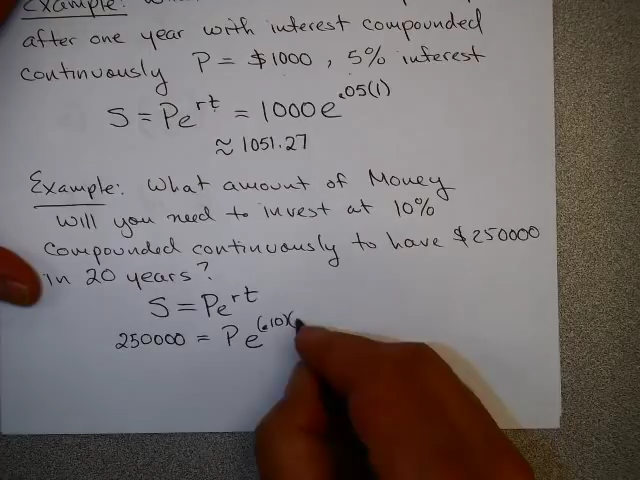 Example:
after one year with interest compounded
continuously P = $1000, 5% interest
S = Pe^rt = 1000e^.05(1)
≈ 1051.27
Example: What amount of Money
will you need to invest at 10%
compounded continuously to have $250000
in 20 years?
S = Pe^rt
250000 = Pe^(.10)(